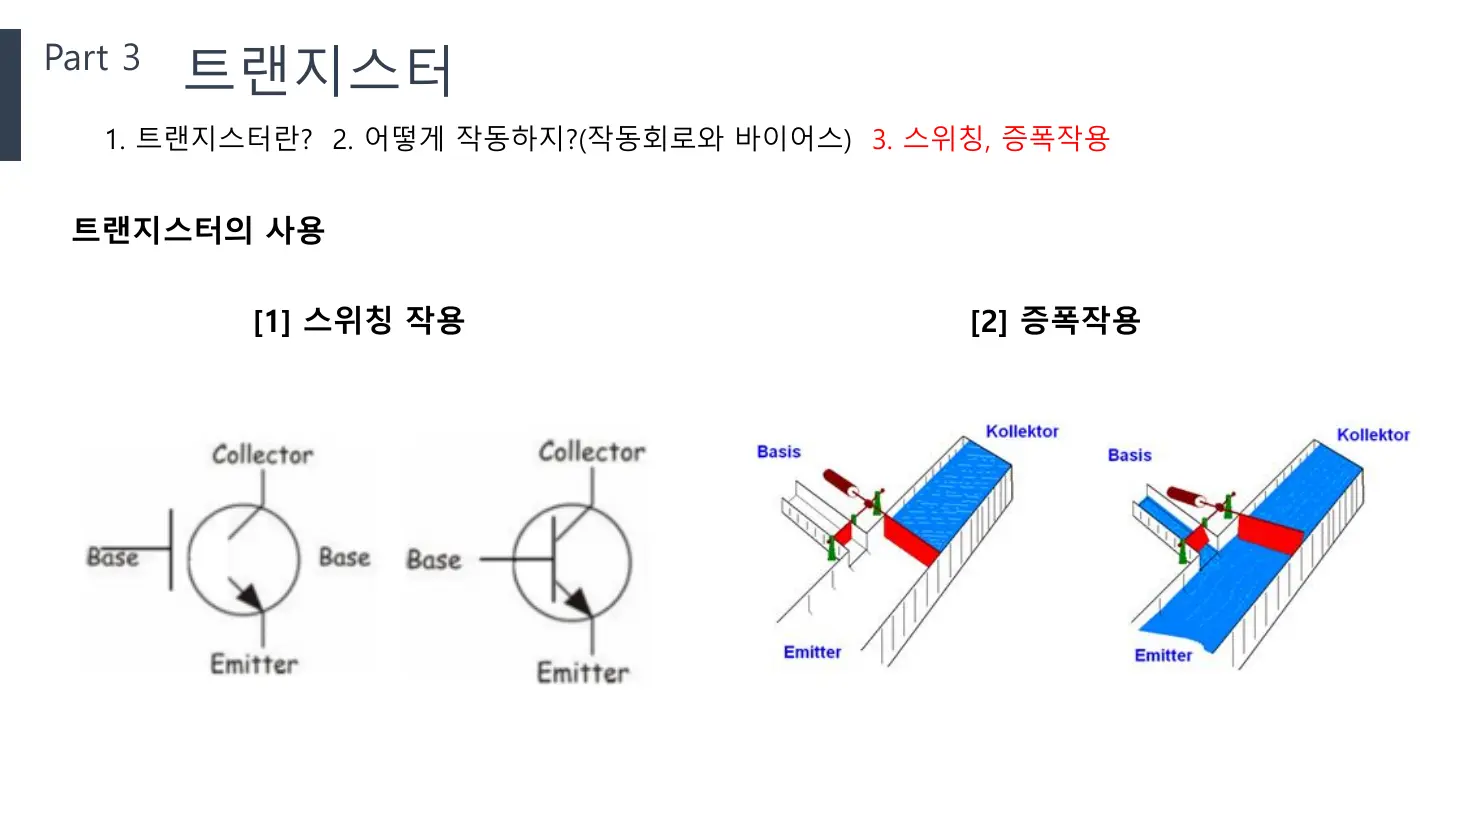 Part 3
트랜지스터
1. 트랜지스터란? 2. 어떻게 작동하지?(작동회로와 바이어스) 3. 스위칭, 증폭작용
트랜지스터의 사용
[1] 스위칭 작용
[2] 증폭작용
Collector
Base
Base
Emitter
Collector
Base
Emitter
Basis
Kollektor
Emitter
Basis
Kollektor
Emitter